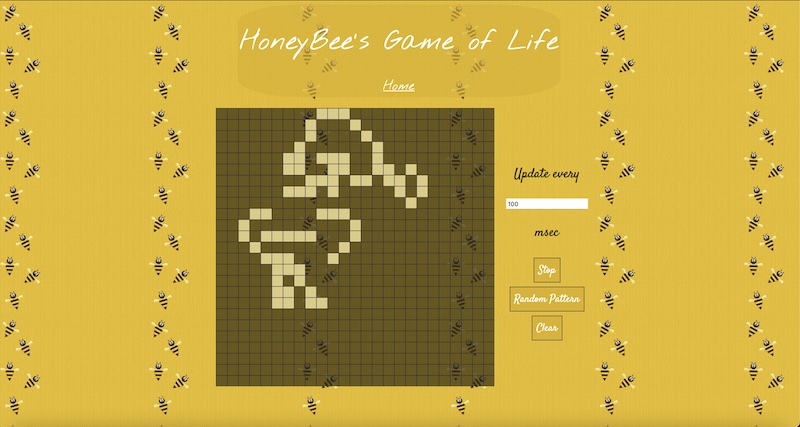 HoneyBee's Game of Life
Home
Update every
100
msec
Stop
Random Pattern
Clear